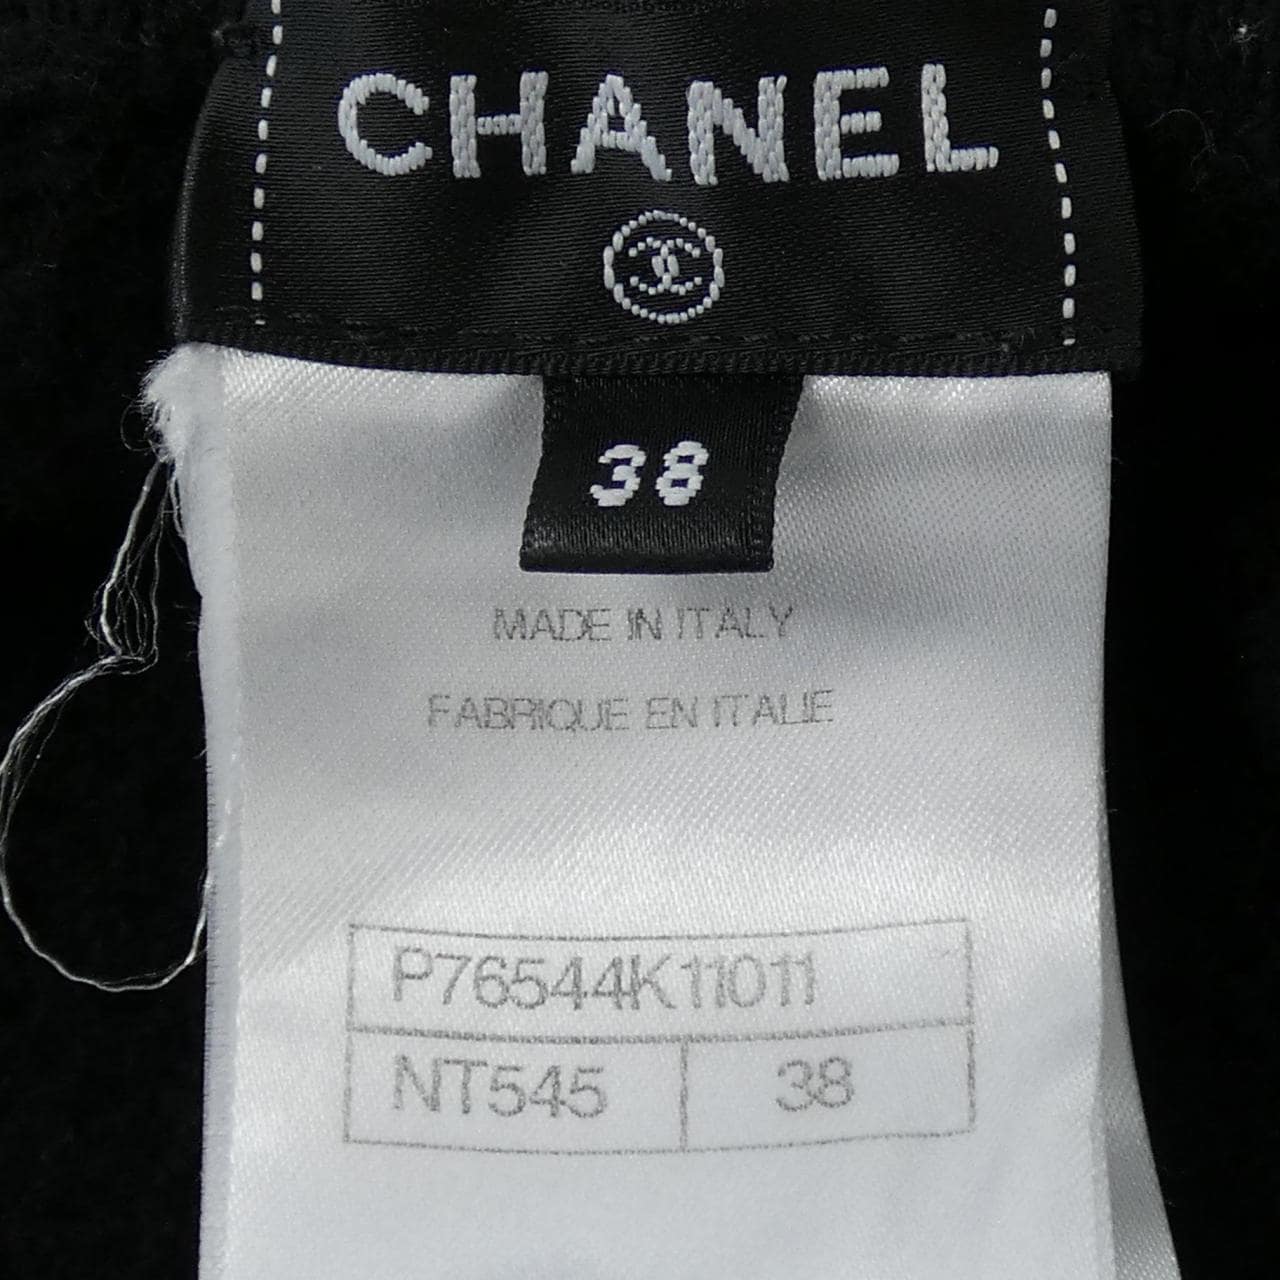 CHANEL
38
MADE IN ITALY
FABRIQUE EN ITALIE
P76544K11011
NT545 38